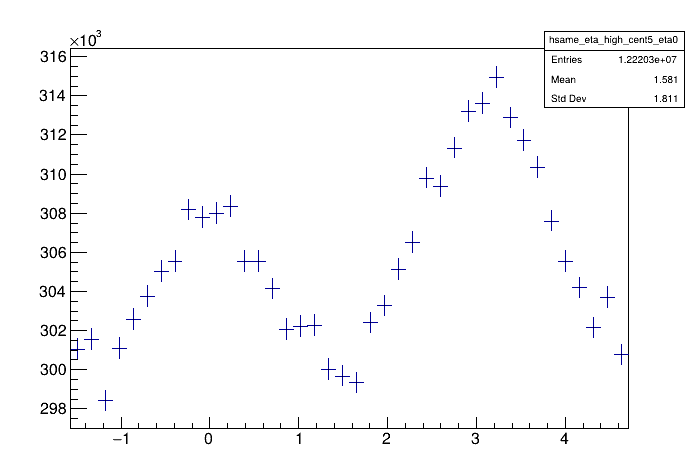 ×10³
hsame_eta_high_cent5_eta0
Entries 1.22203e+07
Mean 1.581
Std Dev 1.811
316
314
312
310
308
306
304
302
300
298
−1 0 1 2 3 4